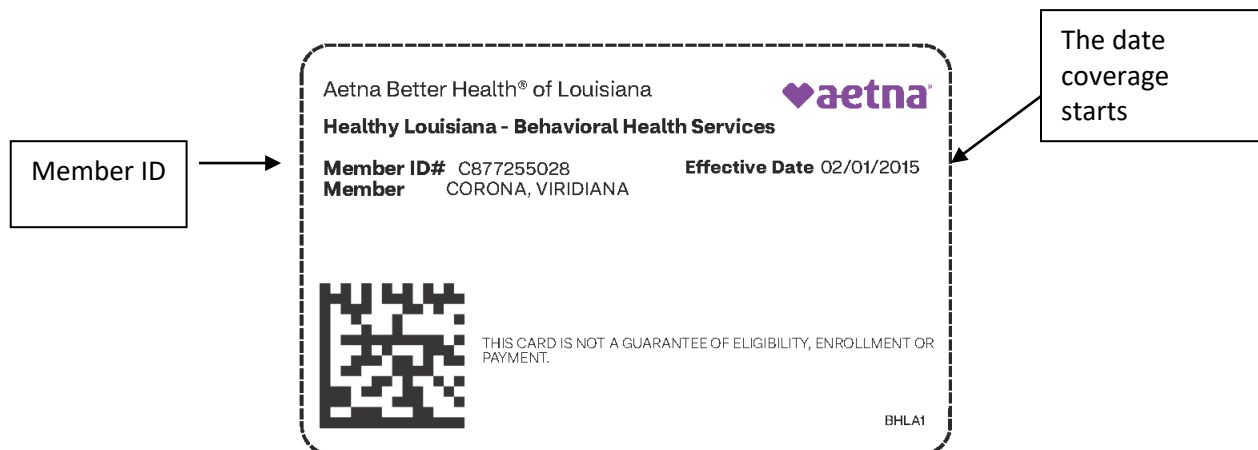 The date
coverage
starts
Aetna Better Health® of Louisiana
aetna®
Healthy Louisiana - Behavioral Health Services
Member ID
Member ID# C877255028
Effective Date 02/01/2015
Member CORONA, VIRIDIANA
THIS CARD IS NOT A GUARANTEE OF ELIGIBILITY, ENROLLMENT OR
PAYMENT.
BHLA1